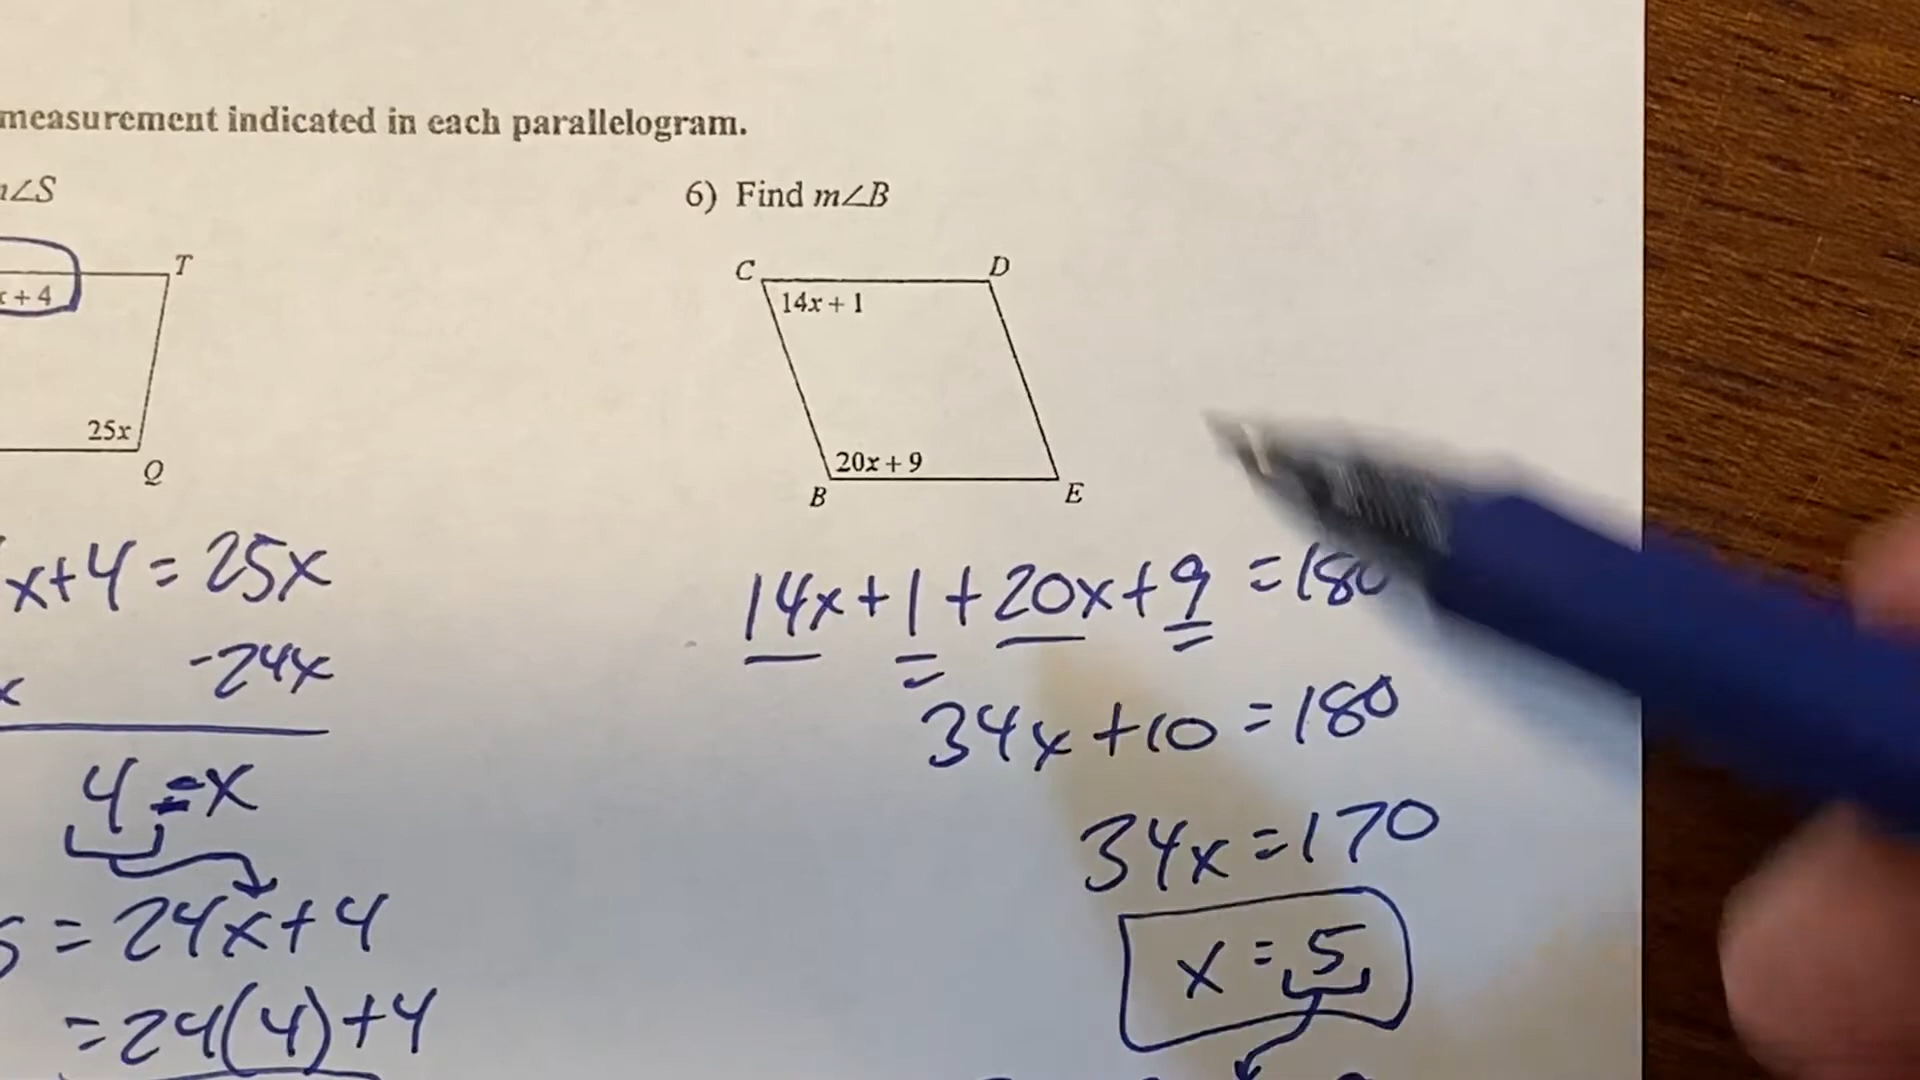 measurement indicated in each parallelogram.
∠S
T
x + 4
25x
Q
x+4 = 25x
-24x
4 = x
= 24x+4
= 24(4)+4
6) Find m∠B
C
D
14x + 1
20x + 9
B
E
14x+1+20x+9 = 180
34x+10 = 180
34x = 170
x = 5